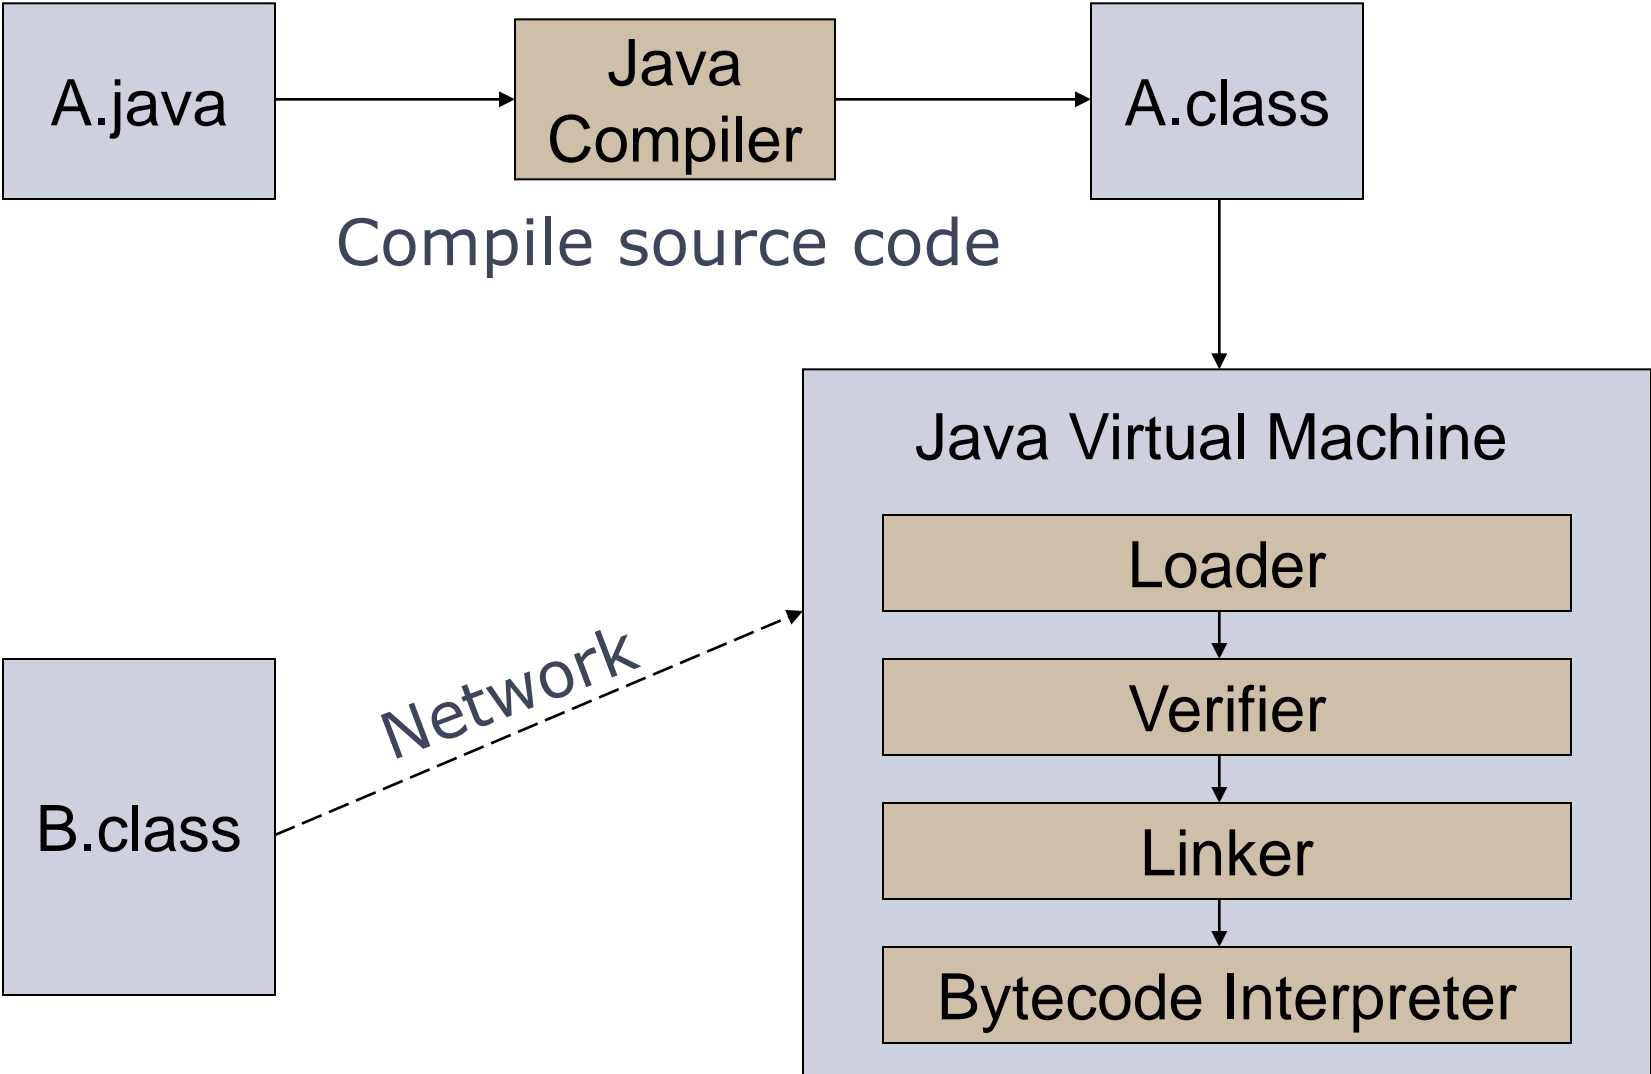 A.java
Java
Compiler
A.class
Compile source code
Java Virtual Machine
Loader
Network
Verifier
B.class
Linker
Bytecode Interpreter